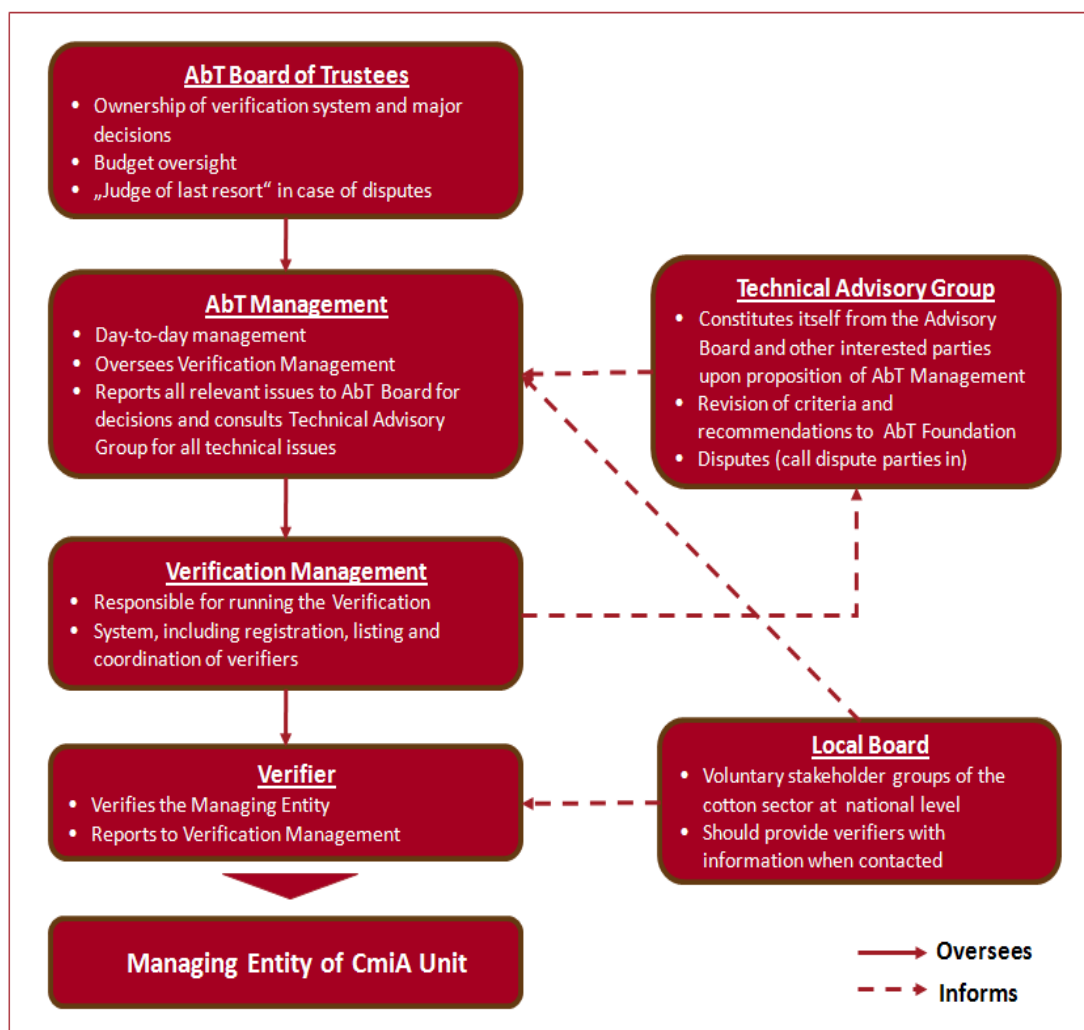 AbT Board of Trustees
• Ownership of verification system and major
decisions
• Budget oversight
• „Judge of last resort“ in case of disputes
AbT Management
• Day-to-day management
• Oversees Verification Management
• Reports all relevant issues to AbT Board for
decisions and consults Technical Advisory
Group for all technical issues
Technical Advisory Group
• Constitutes itself from the Advisory
Board and other interested parties
upon proposition of AbT Management
• Revision of criteria and
recommendations to AbT Foundation
• Disputes (call dispute parties in)
Verification Management
• Responsible for running the Verification
• System, including registration, listing and
coordination of verifiers
Verifier
• Verifies the Managing Entity
• Reports to Verification Management
Local Board
• Voluntary stakeholder groups of the
cotton sector at national level
• Should provide verifiers with
information when contacted
Managing Entity of CmiA Unit
Oversees
Informs